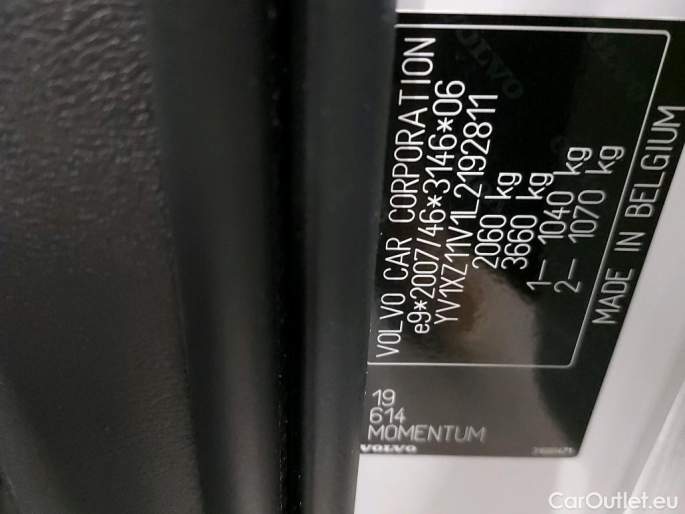 VOLVO CAR CORPORATION
e9*2007/46*3146*06
YV1XZ11V1L2192811
2060 kg
3660 kg
1– 1040 kg
2– 1070 kg
MADE IN BELGIUM
19
614
MOMENTUM
VOLVO
VOLVO
CarOutlet.eu